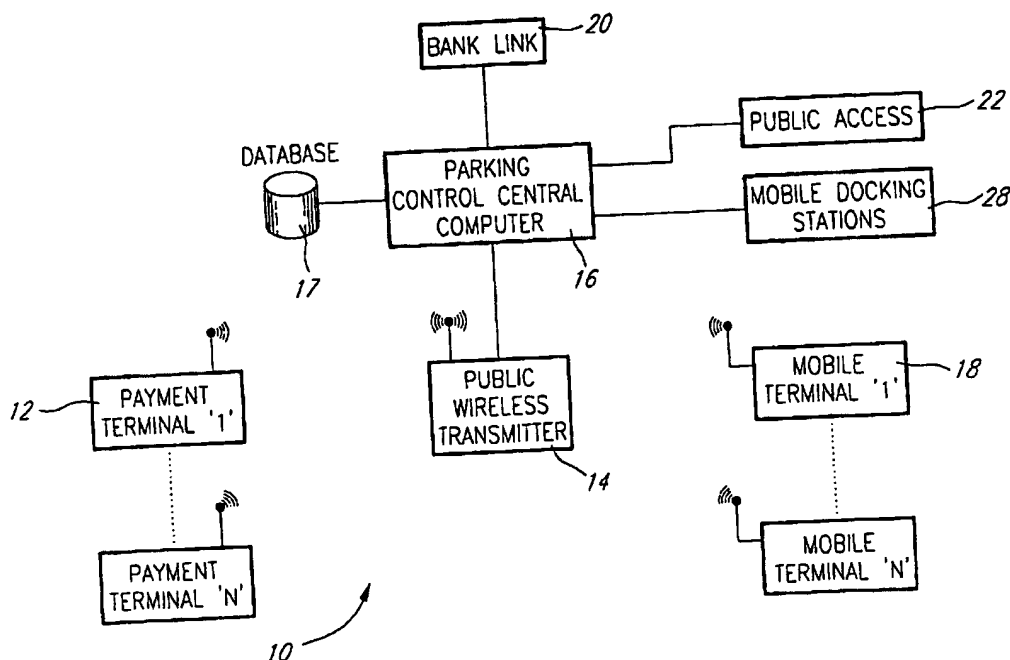 20
BANK LINK
22
PUBLIC ACCESS
DATABASE
PARKING
CONTROL CENTRAL
COMPUTER
MOBILE DOCKING
STATIONS
28
17
16
12
PAYMENT
TERMINAL '1'
PUBLIC
WIRELESS
TRANSMITTER
14
MOBILE
TERMINAL '1'
18
PAYMENT
TERMINAL 'N'
MOBILE
TERMINAL 'N'
10